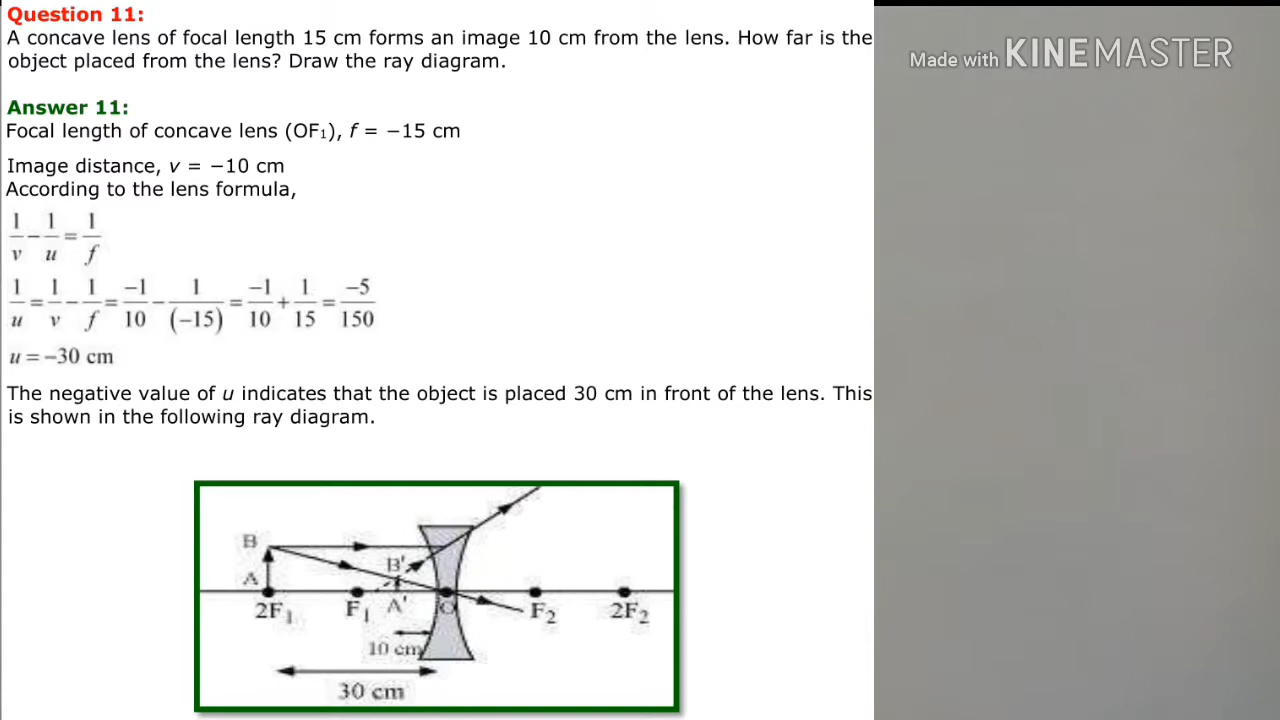 Question 11:
A concave lens of focal length 15 cm forms an image 10 cm from the lens. How far is the
object placed from the lens? Draw the ray diagram.
Made with KINEMASTER
Answer 11:
Focal length of concave lens (OF₁), f = −15 cm
Image distance, v = −10 cm
According to the lens formula,
1/v − 1/u = 1/f
1/u = 1/v − 1/f = −1/10 − 1/(−15) = −1/10 + 1/15 = −5/150
u = −30 cm
The negative value of u indicates that the object is placed 30 cm in front of the lens. This
is shown in the following ray diagram.
B
B'
A
2F₁ F₁ A' O F₂ 2F₂
10 cm
30 cm